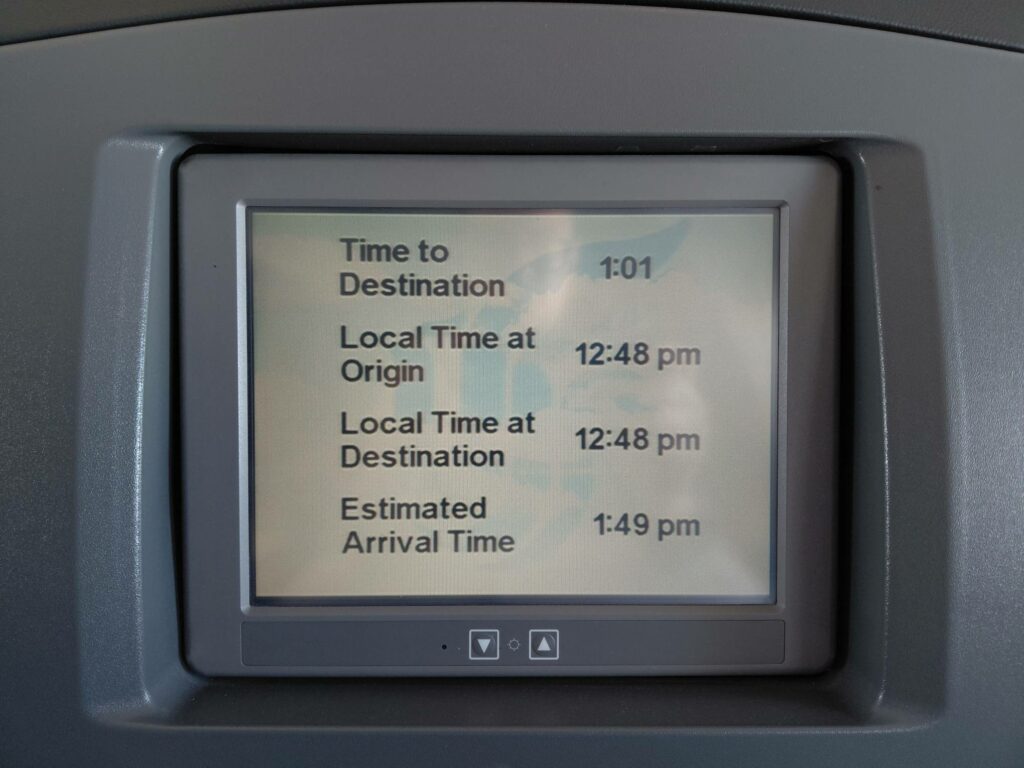 Time to
Destination
1:01
Local Time at
Origin
12:48 pm
Local Time at
Destination
12:48 pm
Estimated
Arrival Time
1:49 pm